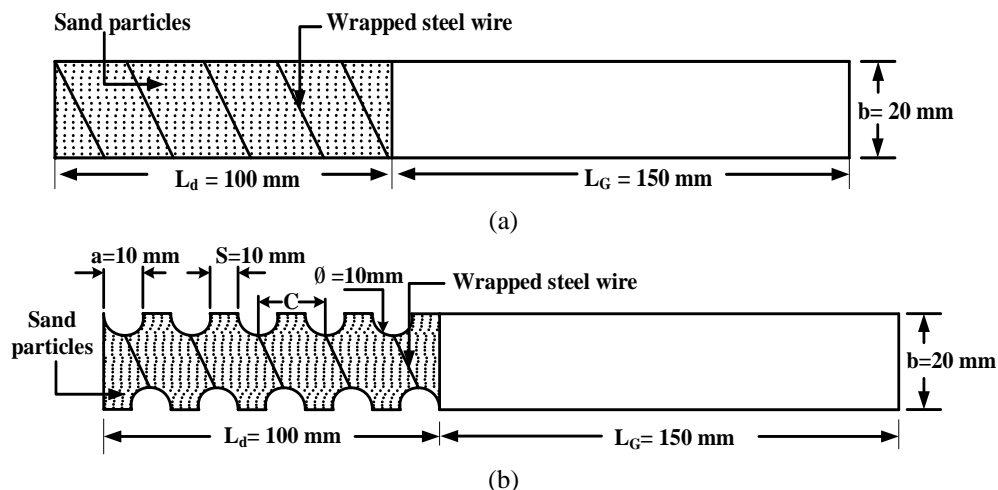 Sand particles
Wrapped steel wire
b= 20 mm
L_d = 100 mm
L_G = 150 mm
(a)
a=10 mm
S=10 mm
Ø =10mm
Wrapped steel wire
C
Sand
particles
b=20 mm
L_d= 100 mm
L_G= 150 mm
(b)